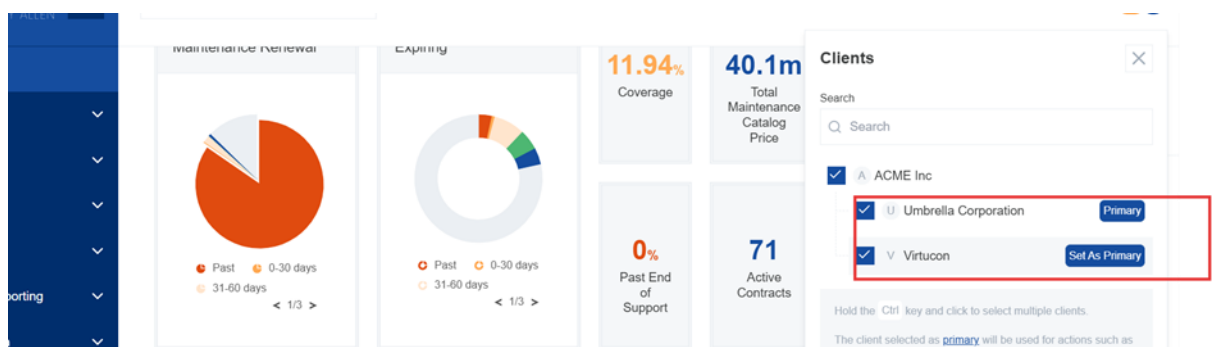 ALLEN
Maintenance Renewal
Expiring
11.94%
Coverage
40.1m
Total
Maintenance
Catalog
Price
Past
0-30 days
31-60 days
< 1/3 >
Past
0-30 days
31-60 days
< 1/3 >
0%
Past End
of
Support
71
Active
Contracts
porting
Clients
Search
Search
A ACME Inc
U Umbrella Corporation
Primary
V Virtucon
Set As Primary
Hold the Ctrl key and click to select multiple clients.
The client selected as primary will be used for actions such as